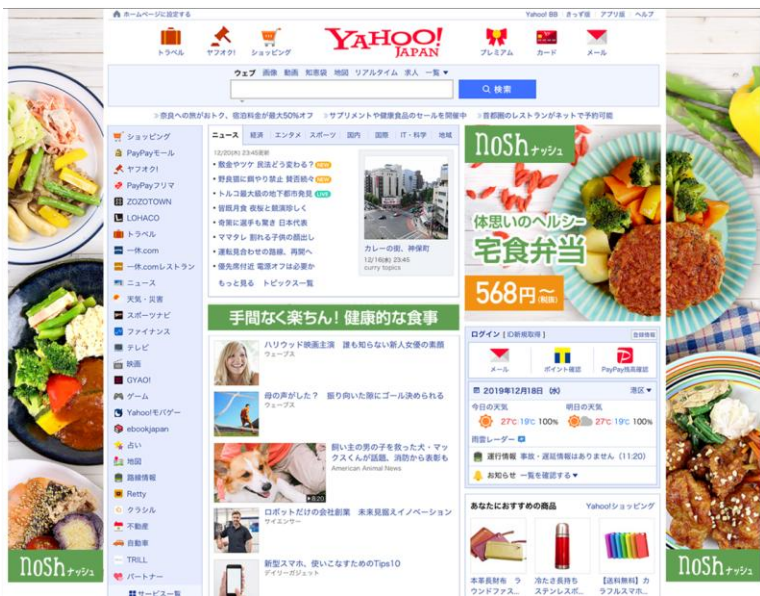 ホームページに設定する
Yahoo! BB きっず版 アプリ版 ヘルプ
トラベル ヤフオク! ショッピング
YAHOO!
JAPAN
プレミアム カード メール
ウェブ 画像 動画 知恵袋 地図 リアルタイム 求人 一覧▼
検索
奈良への旅がおトク、宿泊料金が最大50%オフ
サプリメントや健康食品のセールを開催中
首都圏のレストランがネットで予約可能
ショッピング
PayPayモール
ヤフオク!
PayPayフリマ
ZOZOTOWN
LOHACO
トラベル
一休.com
一休.comレストラン
ニュース
天気・災害
スポーツナビ
ファイナンス
テレビ
映画
GYAO!
ゲーム
Yahoo!モバゲー
ebookjapan
占い
地図
路線情報
Retty
クラシル
不動産
自動車
TRILL
パートナー
サービス一覧
ニュース 経済 エンタメ スポーツ 国内 国際 IT・科学 地域
23:45更新
敷金やツケ 民法どう変わる? NEW
野良猫に餌やり禁止 賛否続々 NEW
トルコ最大級の地下都市発見 LIVE
皆既月食 夜桜と競演珍しく
奇策に選手も驚き 日本代表
ママタレ 割れる子供の顔出し
運転見合わせの路線、再開へ
優先席付近 電源オフは必要か
もっと見る トピックス一覧
カレーの街、神保町
23:45
curry topics
手間なく楽ちん! 健康的な食事
ハリウッド映画主演 誰も知らない新人女優の素顔
ウェーブス
母の声がした? 振り向いた隙にゴール決められる
ウェーブス
飼い主の男の子を救った犬・マックスくんが話題。消防から表彰も
American Animal News
8:20
ロボットだけの会社創業 未来見据えイノベーション
サイエンサー
新型スマホ、使いこなすためのTips10
デイリーガジェット
nosh ナッシュ
体思いのヘルシー
宅食弁当
568円〜
(税抜)
ログイン [ID新規取得] 登録情報
メール ポイント確認 PayPay残高確認
2019年12月18日 (水) 港区▼
今日の天気 明日の天気
27℃ 19℃ 100% 27℃ 19℃ 100%
雨雲レーダー
運行情報 事故・遅延情報はありません (11:20)
お知らせ 一覧を確認する▼
あなたにおすすめの商品 Yahoo!ショッピング
本革長財布 ラウンドファス...
冷たさ長持ち ステンレスボ...
【送料無料】カラフルスマホ...
nosh ナッシュ
nosh ナッシュ